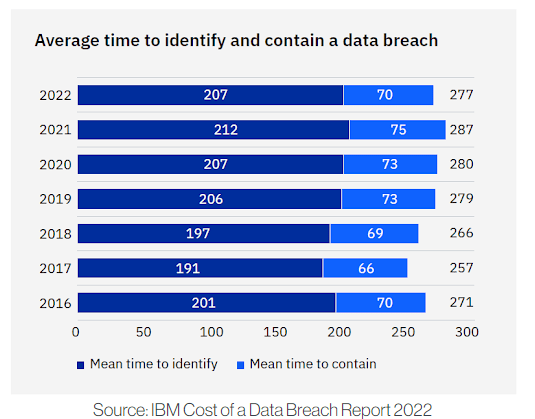 Average time to identify and contain a data breach
2022 207 70 277
2021 212 75 287
2020 207 73 280
2019 206 73 279
2018 197 69 266
2017 191 66 257
2016 201 70 271
0 50 100 150 200 250 300
Mean time to identify Mean time to contain
Source: IBM Cost of a Data Breach Report 2022